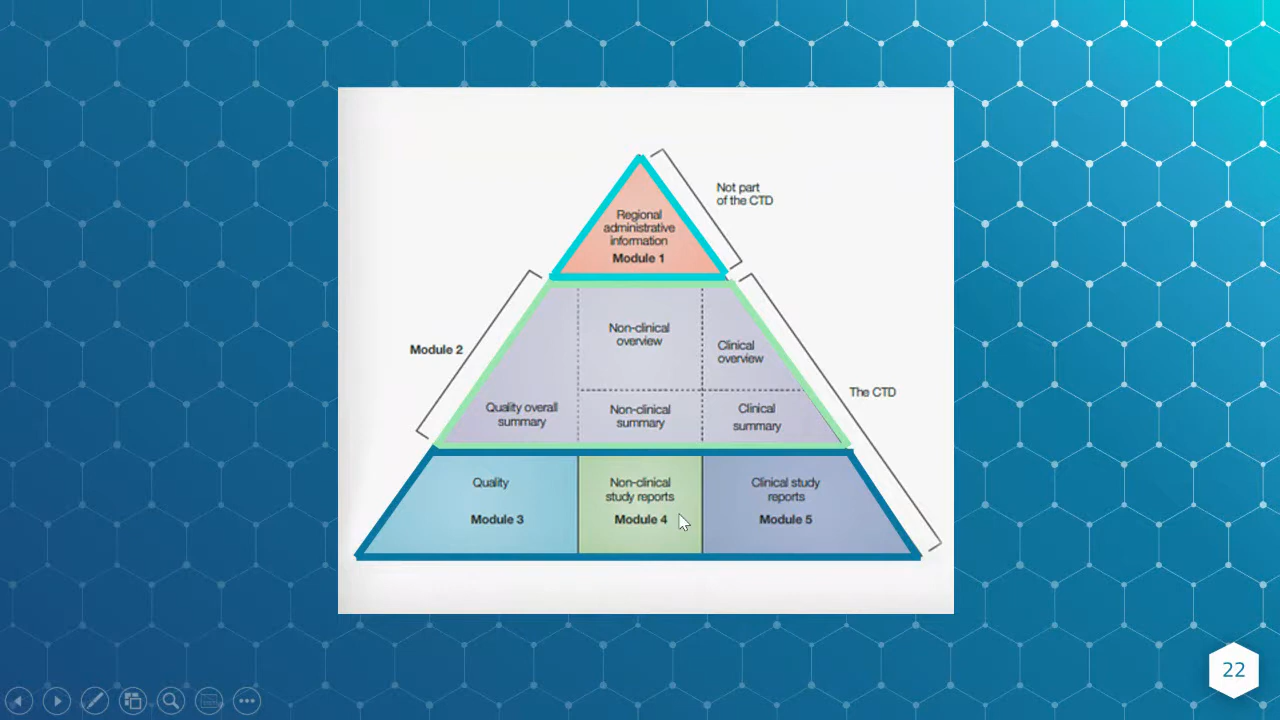 Not part
of the CTD
Regional
administrative
information
Module 1
Module 2
Non-clinical
overview
Clinical
overview
The CTD
Quality overall
summary
Non-clinical
summary
Clinical
summary
Quality
Module 3
Non-clinical
study reports
Module 4
Clinical study
reports
Module 5
22